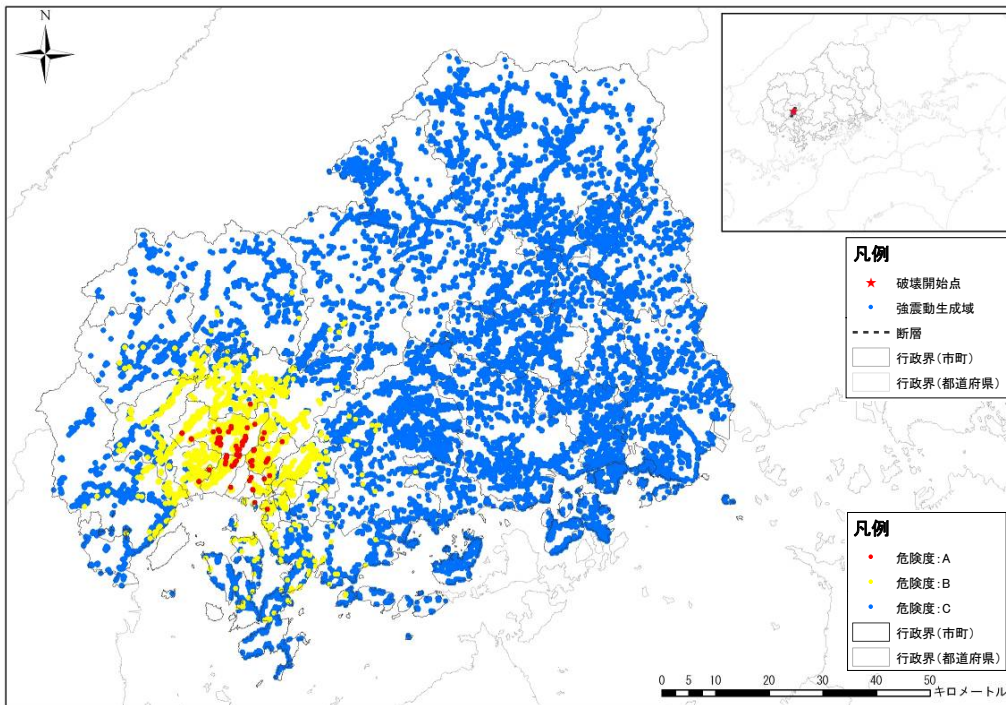 N
凡例
破壊開始点
強震動生成域
断層
行政界(市町)
行政界(都道府県)
凡例
危険度:A
危険度:B
危険度:C
行政界(市町)
行政界(都道府県)
0 5 10 20 30 40 50
キロメートル